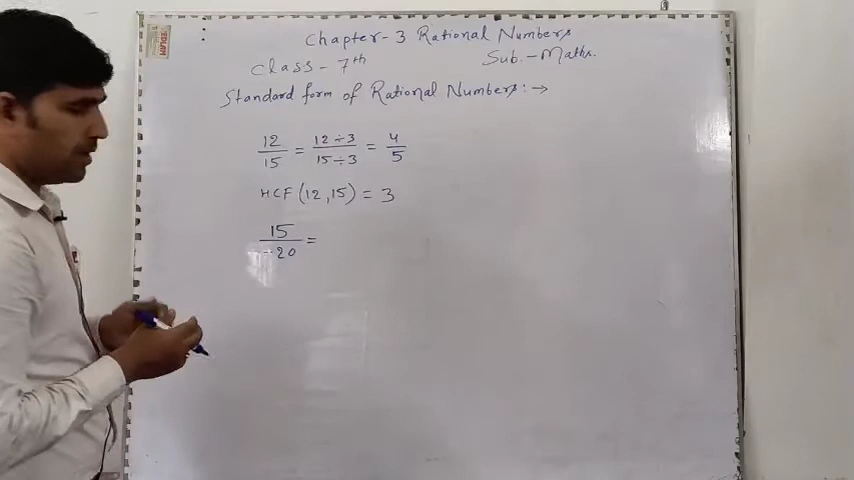 Chapter-3 Rational Numbers
Class-7th Sub.-Maths.
Standard form of Rational Numbers:→
12/15 = 12÷3/15÷3 = 4/5
HCF (12,15) = 3
15/-20 =